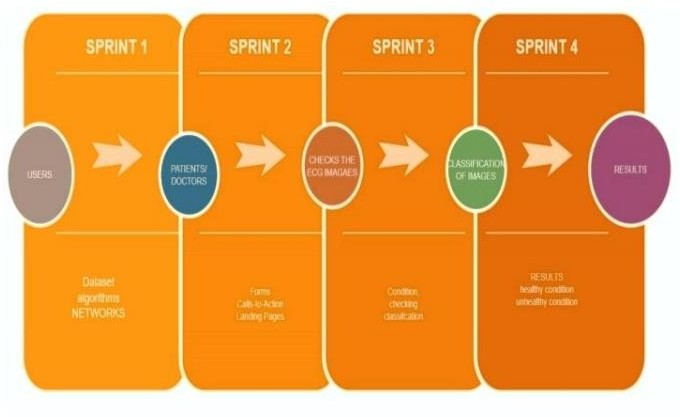 SPRINT 1
SPRINT 2
SPRINT 3
SPRINT 4
USERS
PATIENTS/
DOCTORS
CHECKS THE
ECG IMAGAES
CLASSIFICATION
OF IMAGES
RESULTS
Dataset
algorithms
NETWORKS
Forms
Calls-to-Action
Landing Pages
Condition,
checking
classifcation
RESULTS
healthy condition
unhealthy condition